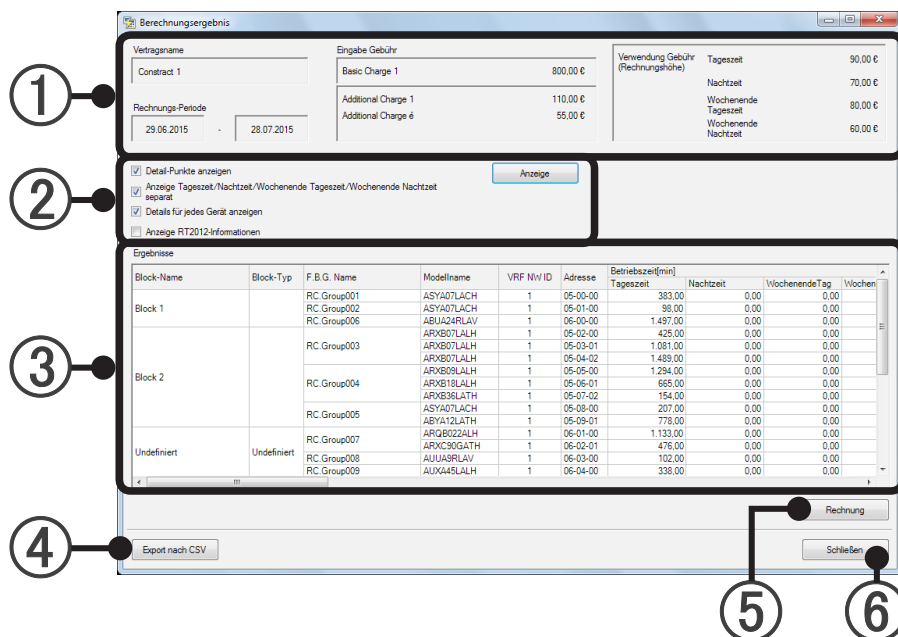 Berechnungsergebnis
Vertragsname
Constract 1
Rechnungs-Periode
29.06.2015 - 28.07.2015
Eingabe Gebühr
Basic Charge 1 800,00 €
Additional Charge 1 110,00 €
Additional Charge é 55,00 €
Verwendung Gebühr
(Rechnungshöhe)
Tageszeit 90,00 €
Nachtzeit 70,00 €
Wochenende
Tageszeit 80,00 €
Wochenende
Nachtzeit 60,00 €
1
Detail-Punkte anzeigen
Anzeige Tageszeit/Nachtzeit/Wochenende Tageszeit/Wochenende Nachtzeit
separat
Details für jedes Gerät anzeigen
Anzeige RT2012-Informationen
Anzeige
2
Ergebnisse
Block-Name Block-Typ F.B.G. Name Modellname VRF NW ID Adresse Betriebszeit[min]
Tageszeit Nachtzeit WochenendeTag Wochen
Block 1 RC.Group001 ASYA07LACH 1 05-00-00 383,00 0,00 0,00
RC.Group002 ASYA07LACH 1 05-01-00 98,00 0,00 0,00
RC.Group006 ABUA24RLAV 1 06-00-00 1.497,00 0,00 0,00
Block 2 RC.Group003 ARXB07LALH 1 05-02-00 425,00 0,00 0,00
ARXB07LALH 1 05-03-01 1.081,00 0,00 0,00
ARXB07LALH 1 05-04-02 1.489,00 0,00 0,00
RC.Group004 ARXB09LALH 1 05-05-00 1.294,00 0,00 0,00
ARXB18LALH 1 05-06-01 665,00 0,00 0,00
ARXB36LATH 1 05-07-02 154,00 0,00 0,00
RC.Group005 ASYA07LACH 1 05-08-00 207,00 0,00 0,00
ABYA12LATH 1 05-09-01 778,00 0,00 0,00
Undefiniert Undefiniert RC.Group007 ARQB022ALH 1 06-01-00 1.133,00 0,00 0,00
ARXC90GATH 1 06-02-01 476,00 0,00 0,00
RC.Group008 AUUA9RLAV 1 06-03-00 102,00 0,00 0,00
RC.Group009 AUXA45LALH 1 06-04-00 338,00 0,00 0,00
3
Rechnung
Export nach CSV
Schließen
4
5
6